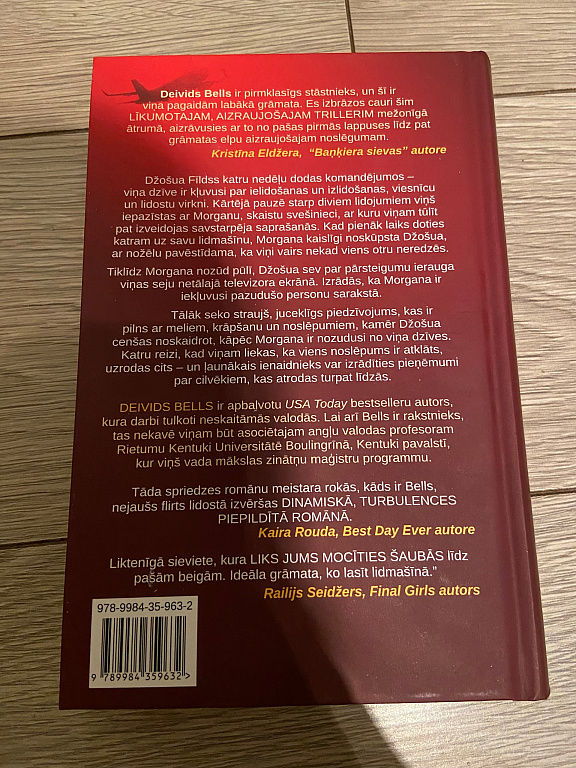 Deivids Bells ir pirmklasīgs stāstnieks, un šī ir
viņa pagaidām labākā grāmata. Es izbrāzos cauri šim
LĪKUMOTAJAM, AIZRAUJOŠAJAM TRILLERIM mežonīgā
ātrumā, aizrāvusies ar to no pašas pirmās lappuses līdz pat
grāmatas elpu aizraujošajam noslēgumam.
Kristīna Eldžera, “Baņķiera sievas” autore
Džošua Fīldss katru nedēļu dodas komandējumos –
viņa dzīve ir kļuvusi par ielidošanas un izlidošanas, viesnīcu
un lidostu virkni. Kārtējā pauzē starp diviem lidojumiem viņš
iepazīstas ar Morganu, skaistu svešinieci, ar kuru viņam tūlīt
pat izveidojas savstarpēja saprašanās. Kad pienāk laiks doties
katram uz savu lidmašīnu, Morgana kaislīgi noskūpsta Džošua,
ar nožēlu pavēstīdama, ka viņi vairs nekad viens otru neredzēs.
Tiklīdz Morgana nozūd pūlī, Džošua sev par pārsteigumu ierauga
viņas seju netālajā televizora ekrānā. Izrādās, ka Morgana ir
iekļuvusi pazudušo personu sarakstā.
Tālāk seko straujš, juceklīgs piedzīvojums, kas ir
pilns ar meliem, krāpšanu un noslēpumiem, kamēr Džošua
cenšas noskaidrot, kāpēc Morgana ir nozudusi no viņa dzīves.
Katru reizi, kad viņam liekas, ka viens noslēpums ir atklāts,
uzrodas cits – un ļaunākais ienaidnieks var izrādīties pieņēmumi
par cilvēkiem, kas atrodas turpat līdzās.
DEIVIDS BELLS ir apbalvotu USA Today bestselleru autors,
kura darbi tulkoti neskaitāmās valodās. Lai arī Bells ir rakstnieks,
tas nekavē viņam būt asociētajam angļu valodas profesoram
Rietumu Kentuki Universitātē Boulingrīnā, Kentuki pavalstī,
kur viņš vada mākslas zinātņu maģistru programmu.
Tāda spriedzes romānu meistara rokās, kāds ir Bells,
nejaušs flirts lidostā izvēršas DINAMISKĀ, TURBULENCES
PIEPILDĪTĀ ROMĀNĀ.
Kaira Rouda, Best Day Ever autore
Liktenīgā sieviete, kura LIKS JUMS MOCĪTIES ŠAUBĀS līdz
pašām beigām. Ideāla grāmata, ko lasīt lidmašīnā.”
Railijs Seidžers, Final Girls autors
978-9984-35-963-2
9 789984 359632 >